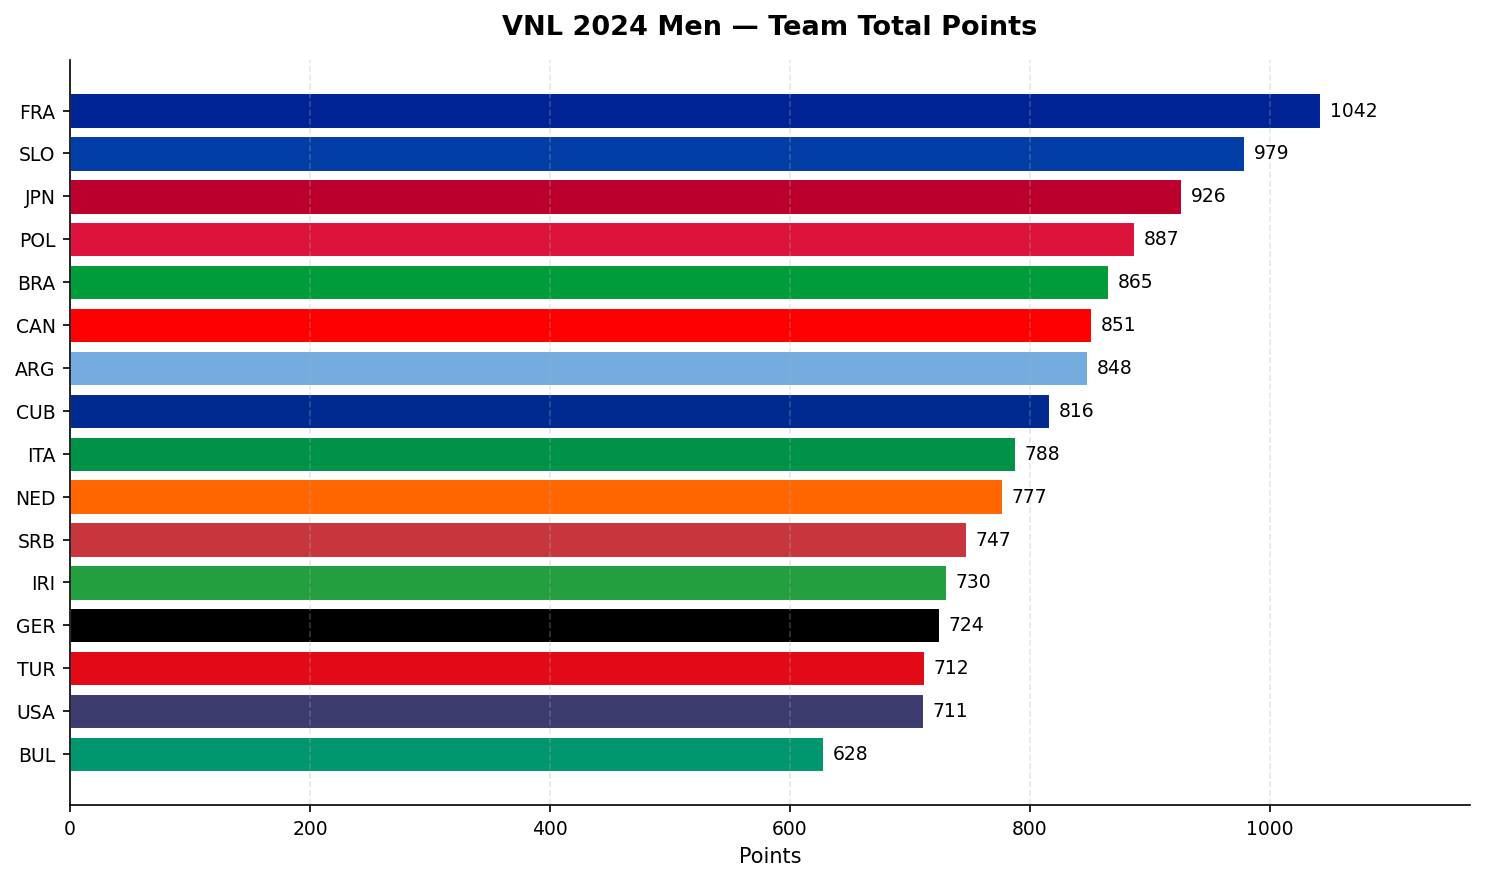 VNL 2024 Men — Team Total Points
FRA 1042
SLO 979
JPN 926
POL 887
BRA 865
CAN 851
ARG 848
CUB 816
ITA 788
NED 777
SRB 747
IRI 730
GER 724
TUR 712
USA 711
BUL 628
0 200 400 600 800 1000
Points